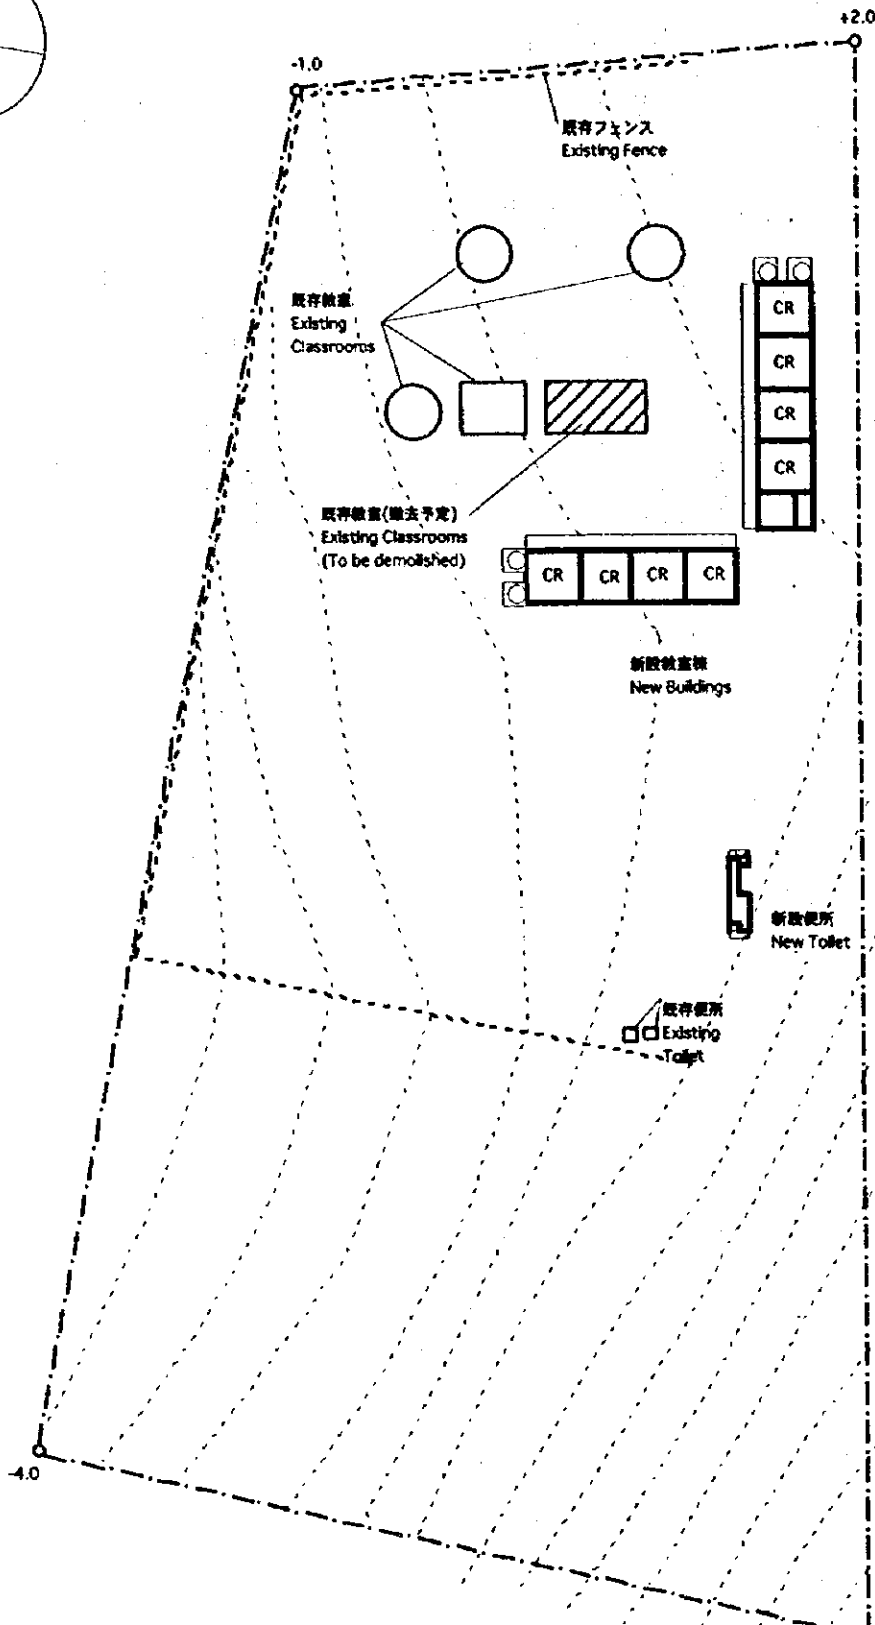 +2.0
-1.0
既存フェンス
Existing Fence
既存教室
Existing
Classrooms
CR
CR
CR
CR
既存教室(撤去予定)
Existing Classrooms
(To be demolished)
CR
CR
CR
CR
新設教室棟
New Buildings
新設便所
New Toilet
既存便所
Existing
Toilet
-4.0